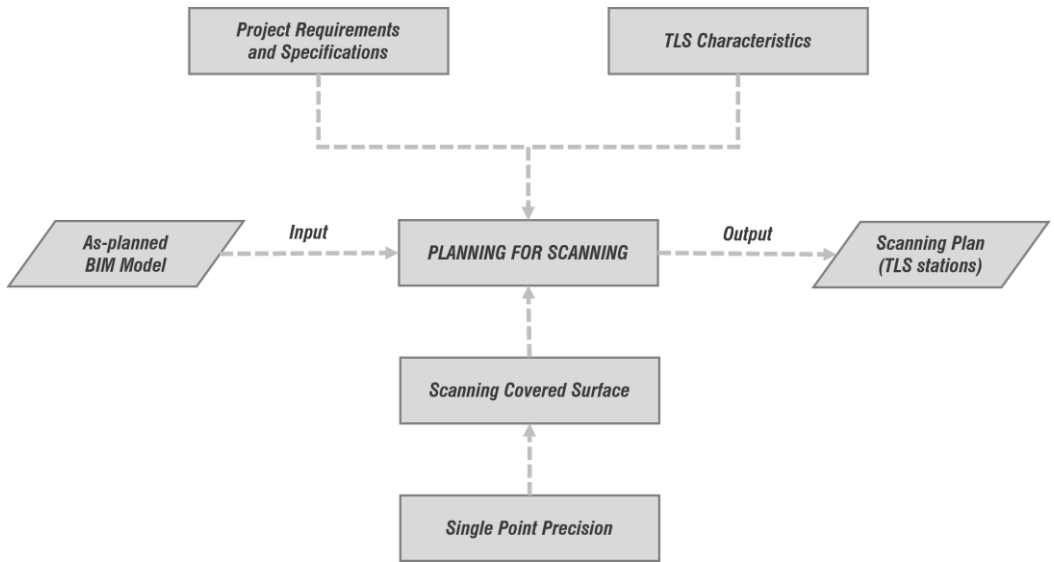 Project Requirements
and Specifications
TLS Characteristics
As-planned
BIM Model
Input
PLANNING FOR SCANNING
Output
Scanning Plan
(TLS stations)
Scanning Covered Surface
Single Point Precision